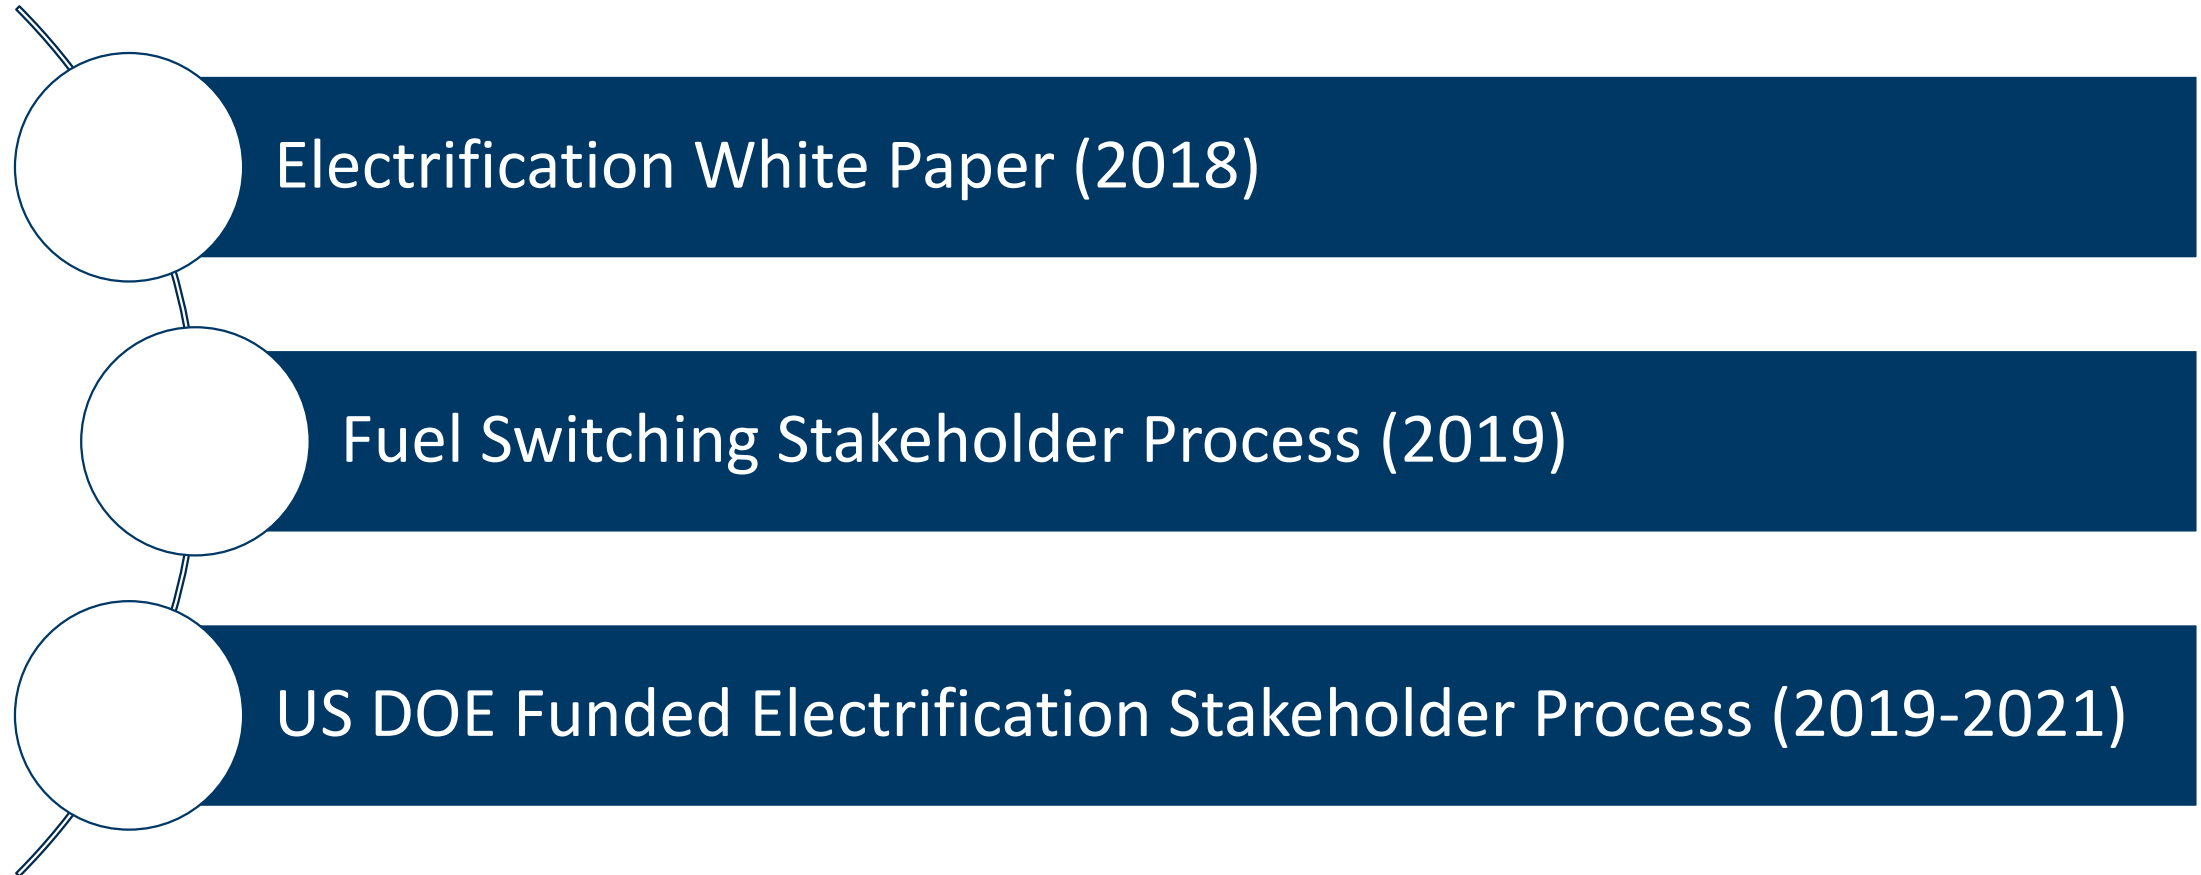 Electrification White Paper (2018)
Fuel Switching Stakeholder Process (2019)
US DOE Funded Electrification Stakeholder Process (2019-2021)